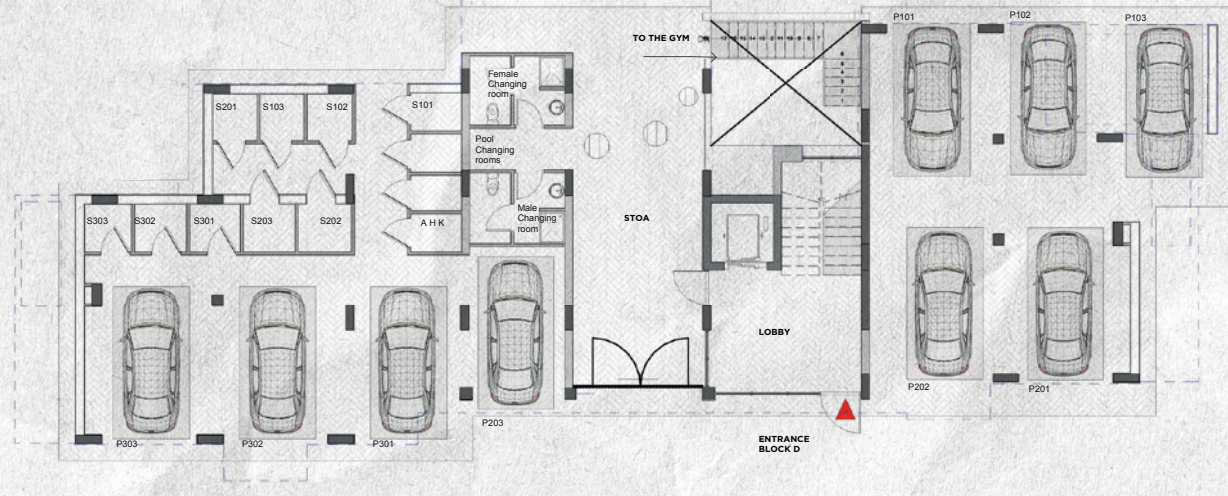 P101
P102
P103
TO THE GYM
Female
Changing
room
S201
S103
S102
S101
Pool
Changing
rooms
Male
Changing
room
S303
S302
S301
S203
S202
A H K
STOA
LOBBY
P303
P302
P301
P203
P202
P201
ENTRANCE
BLOCK D